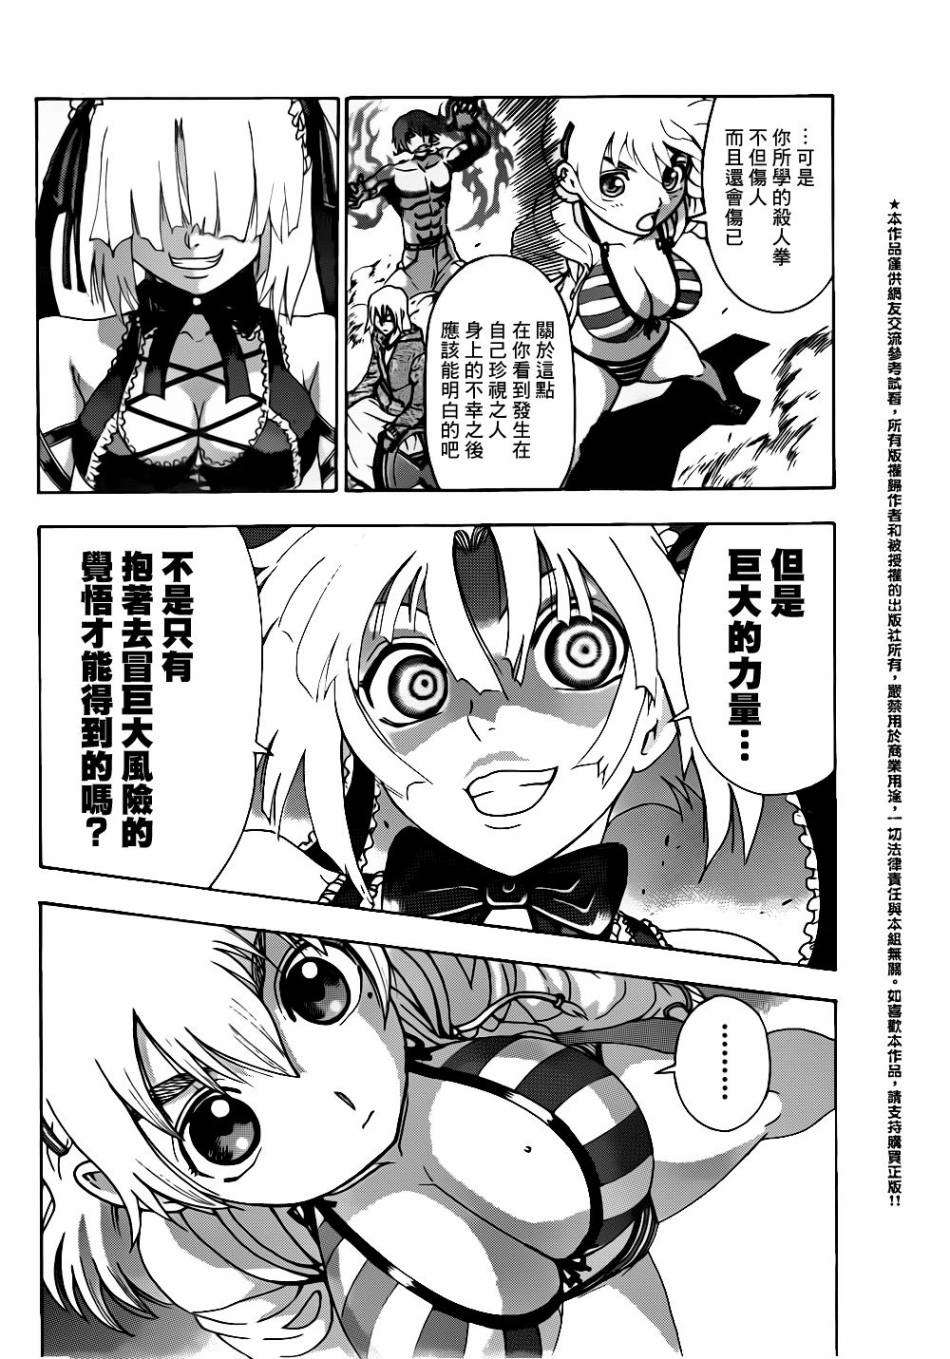 …可是
你所學的殺人拳
不但傷人
而且還會傷己
關於這點
在你看到發生在
自己珍視之人
身上的不幸之後
應該能明白的吧
但是
巨大的力量…
不是只有
抱著去冒巨大風險的
覺悟才能得到的嗎？
………
★本作品僅供網友交流參考試看，所有版權歸作者和被授權的出版社所有，嚴禁用於商業用途，一切法律責任與本組無關。如喜歡本作品，請支持購買正版!!